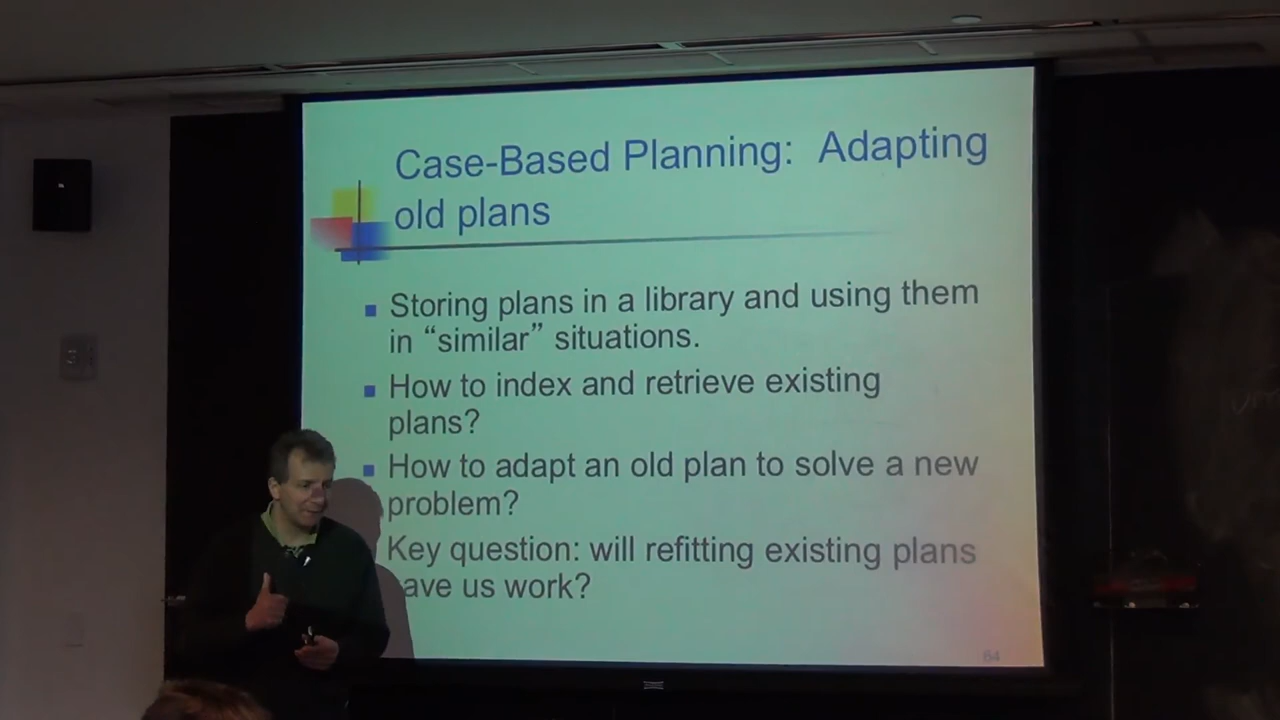 Case-Based Planning: Adapting
old plans
Storing plans in a library and using them
in “similar” situations.
How to index and retrieve existing
plans?
How to adapt an old plan to solve a new
problem?
Key question: will refitting existing plans
ave us work?
64